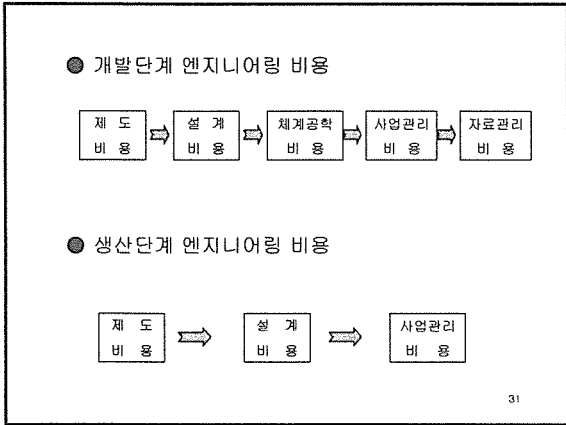 ● 개발단계 엔지니어링 비용
제 도 설 계 체계공학 사업관리 자료관리
비 용 비 용 비 용 비 용 비 용
● 생산단계 엔지니어링 비용
제 도 설 계 사업관리
비 용 비 용 비 용
31